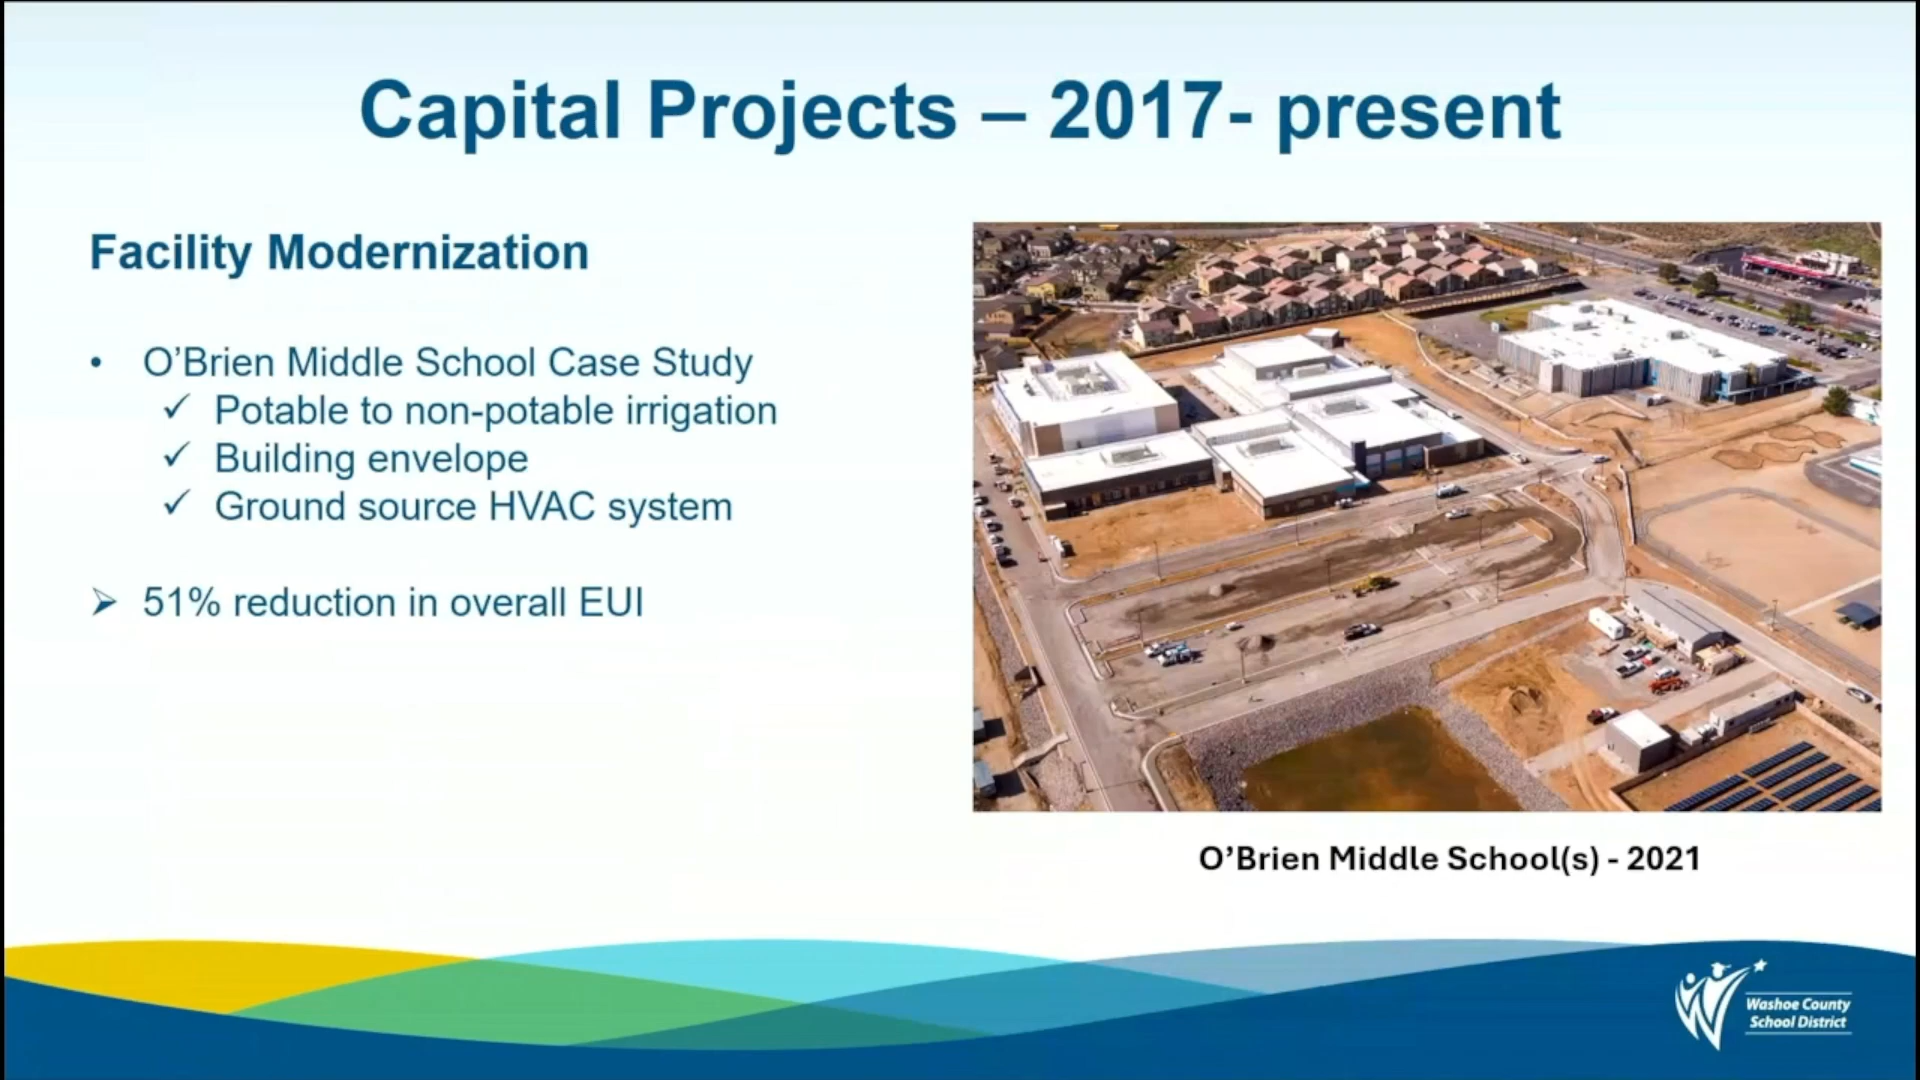 Capital Projects – 2017- present
Facility Modernization
• O’Brien Middle School Case Study
✓ Potable to non-potable irrigation
✓ Building envelope
✓ Ground source HVAC system
➢ 51% reduction in overall EUI
O’Brien Middle School(s) - 2021
Washoe County
School District